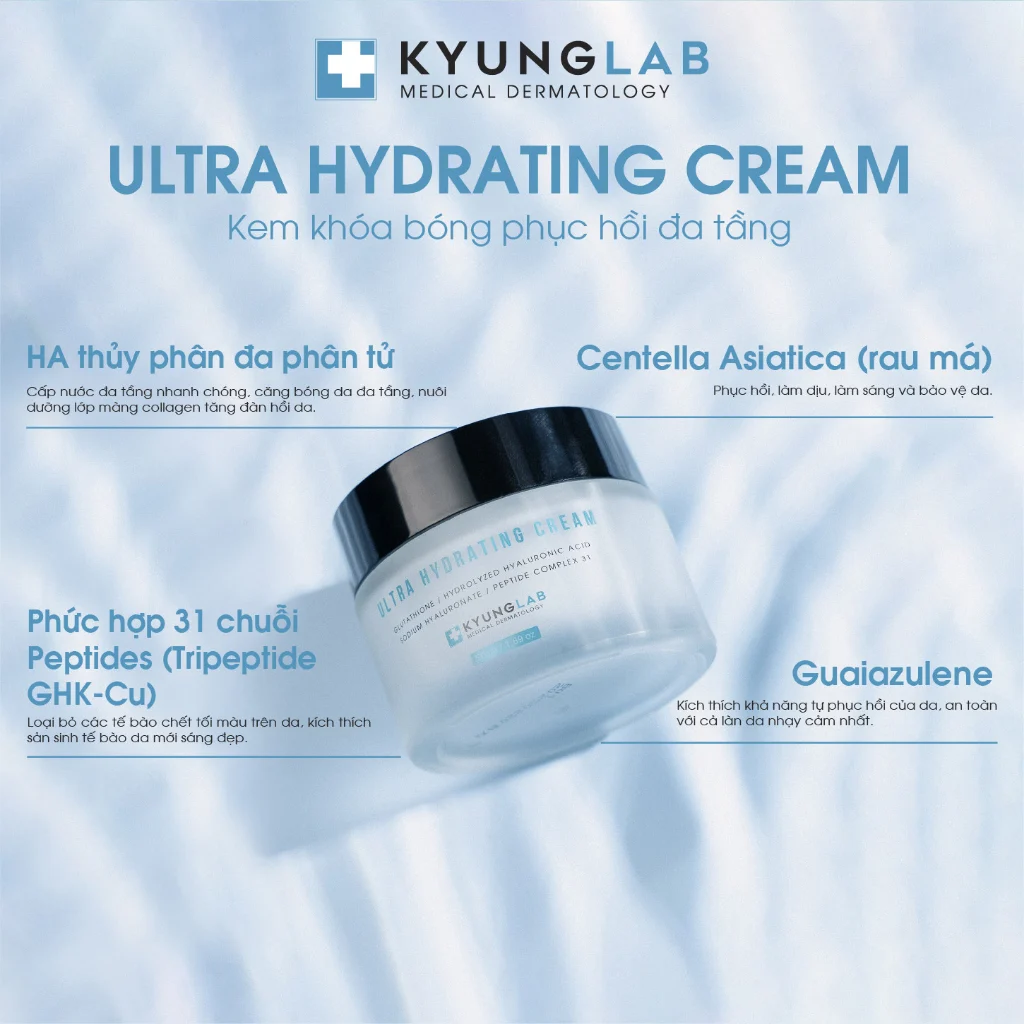 KYUNGLAB
MEDICAL DERMATOLOGY
ULTRA HYDRATING CREAM
Kem khóa bóng phục hồi đa tầng
HA thủy phân đa phân tử
Cấp nước đa tầng nhanh chóng, căng bóng da đa tầng, nuôi
dưỡng lớp màng collagen tăng đàn hồi da.
Centella Asiatica (rau má)
Phục hồi, làm dịu, làm sáng và bảo vệ da.
ULTRA HYDRATING CREAM
GLUTATHIONE / HYDROLYZED HYALURONIC ACID
SODIUM HYALURONATE / PEPTIDE COMPLEX 31
KYUNGLAB
MEDICAL DERMATOLOGY
Phức hợp 31 chuỗi
Peptides (Tripeptide
GHK-Cu)
Loại bỏ các tế bào chết tối màu trên da, kích thích
sản sinh tế bào da mới sáng đẹp.
Guaiazulene
Kích thích khả năng tự phục hồi của da, an toàn
với cả làn da nhạy cảm nhất.